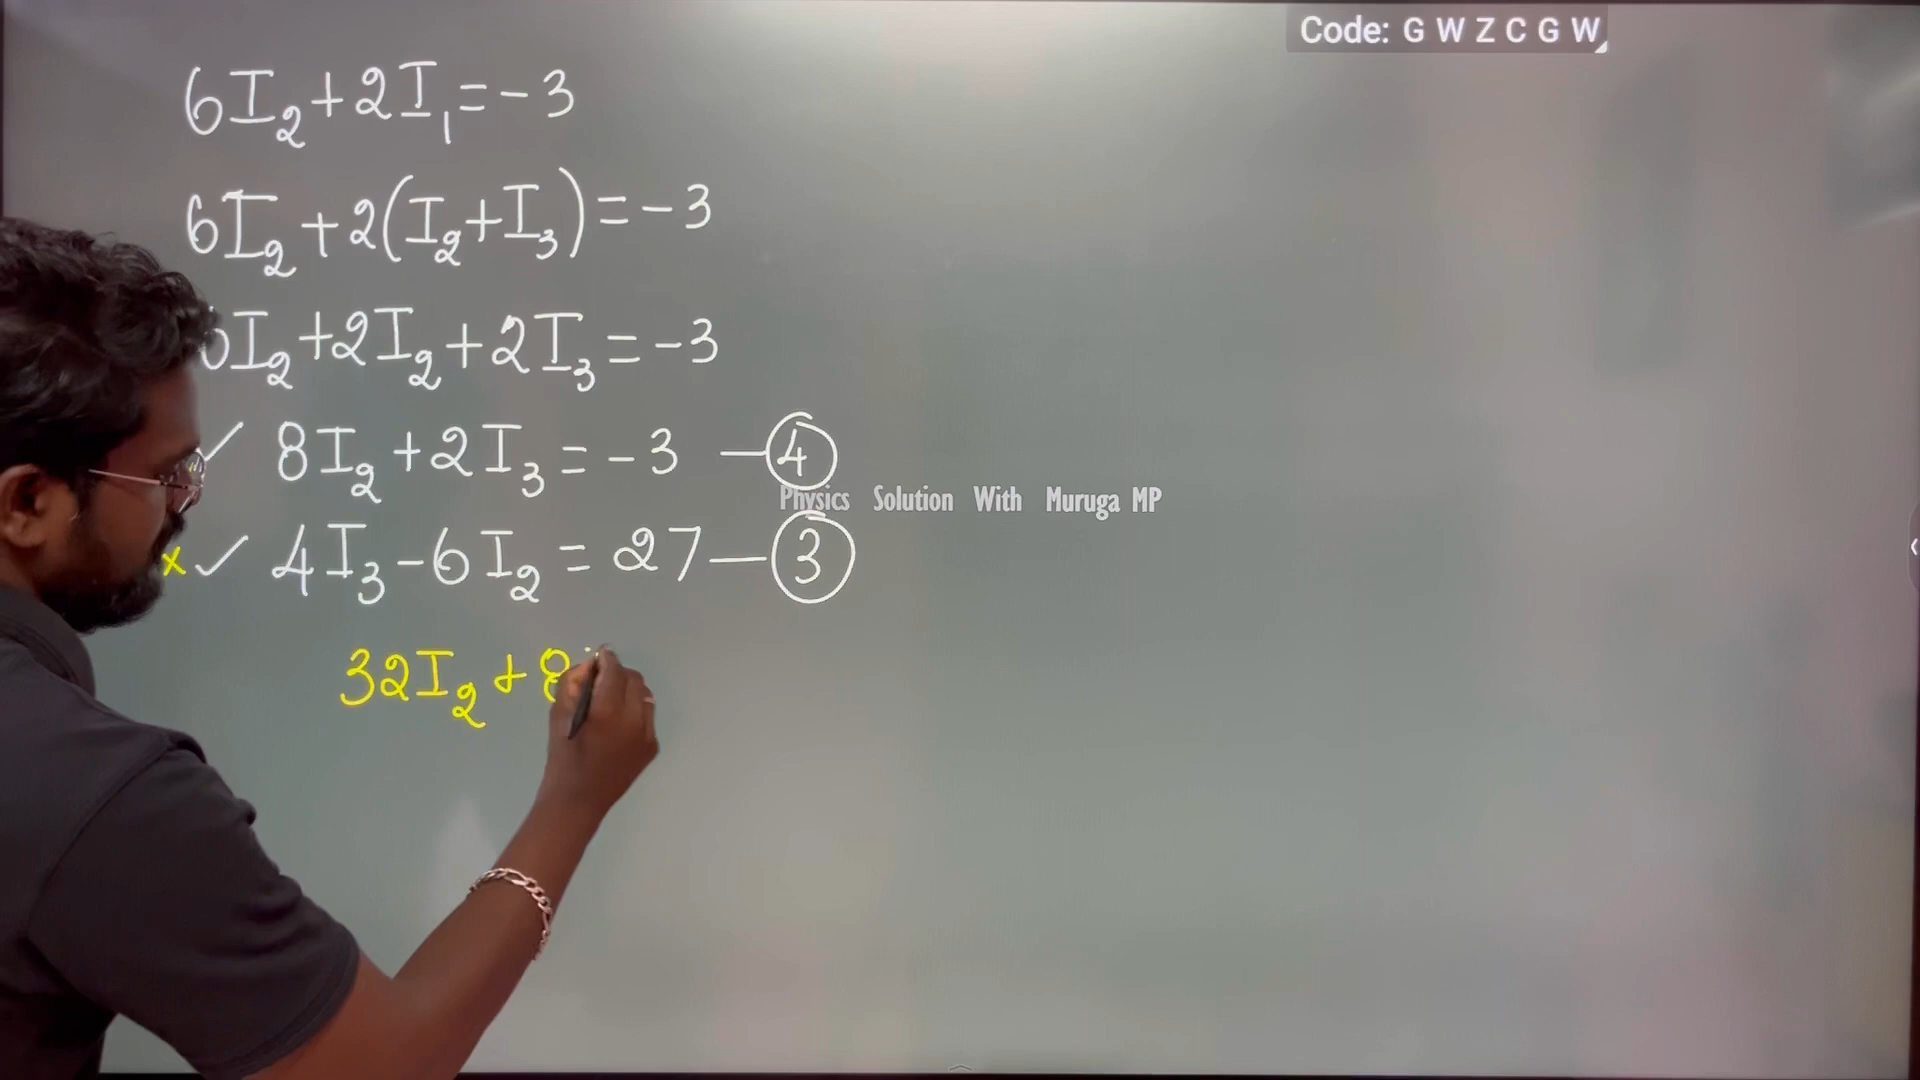 Code: G W Z C G W
6I₂+2I₁=-3
6I₂+2(I₂+I₃)=-3
6I₂+2I₂+2I₃=-3
✓ 8I₂+2I₃=-3 —④
Physics Solution With Muruga MP
x ✓ 4I₃-6I₂=27—③
32I₂+8